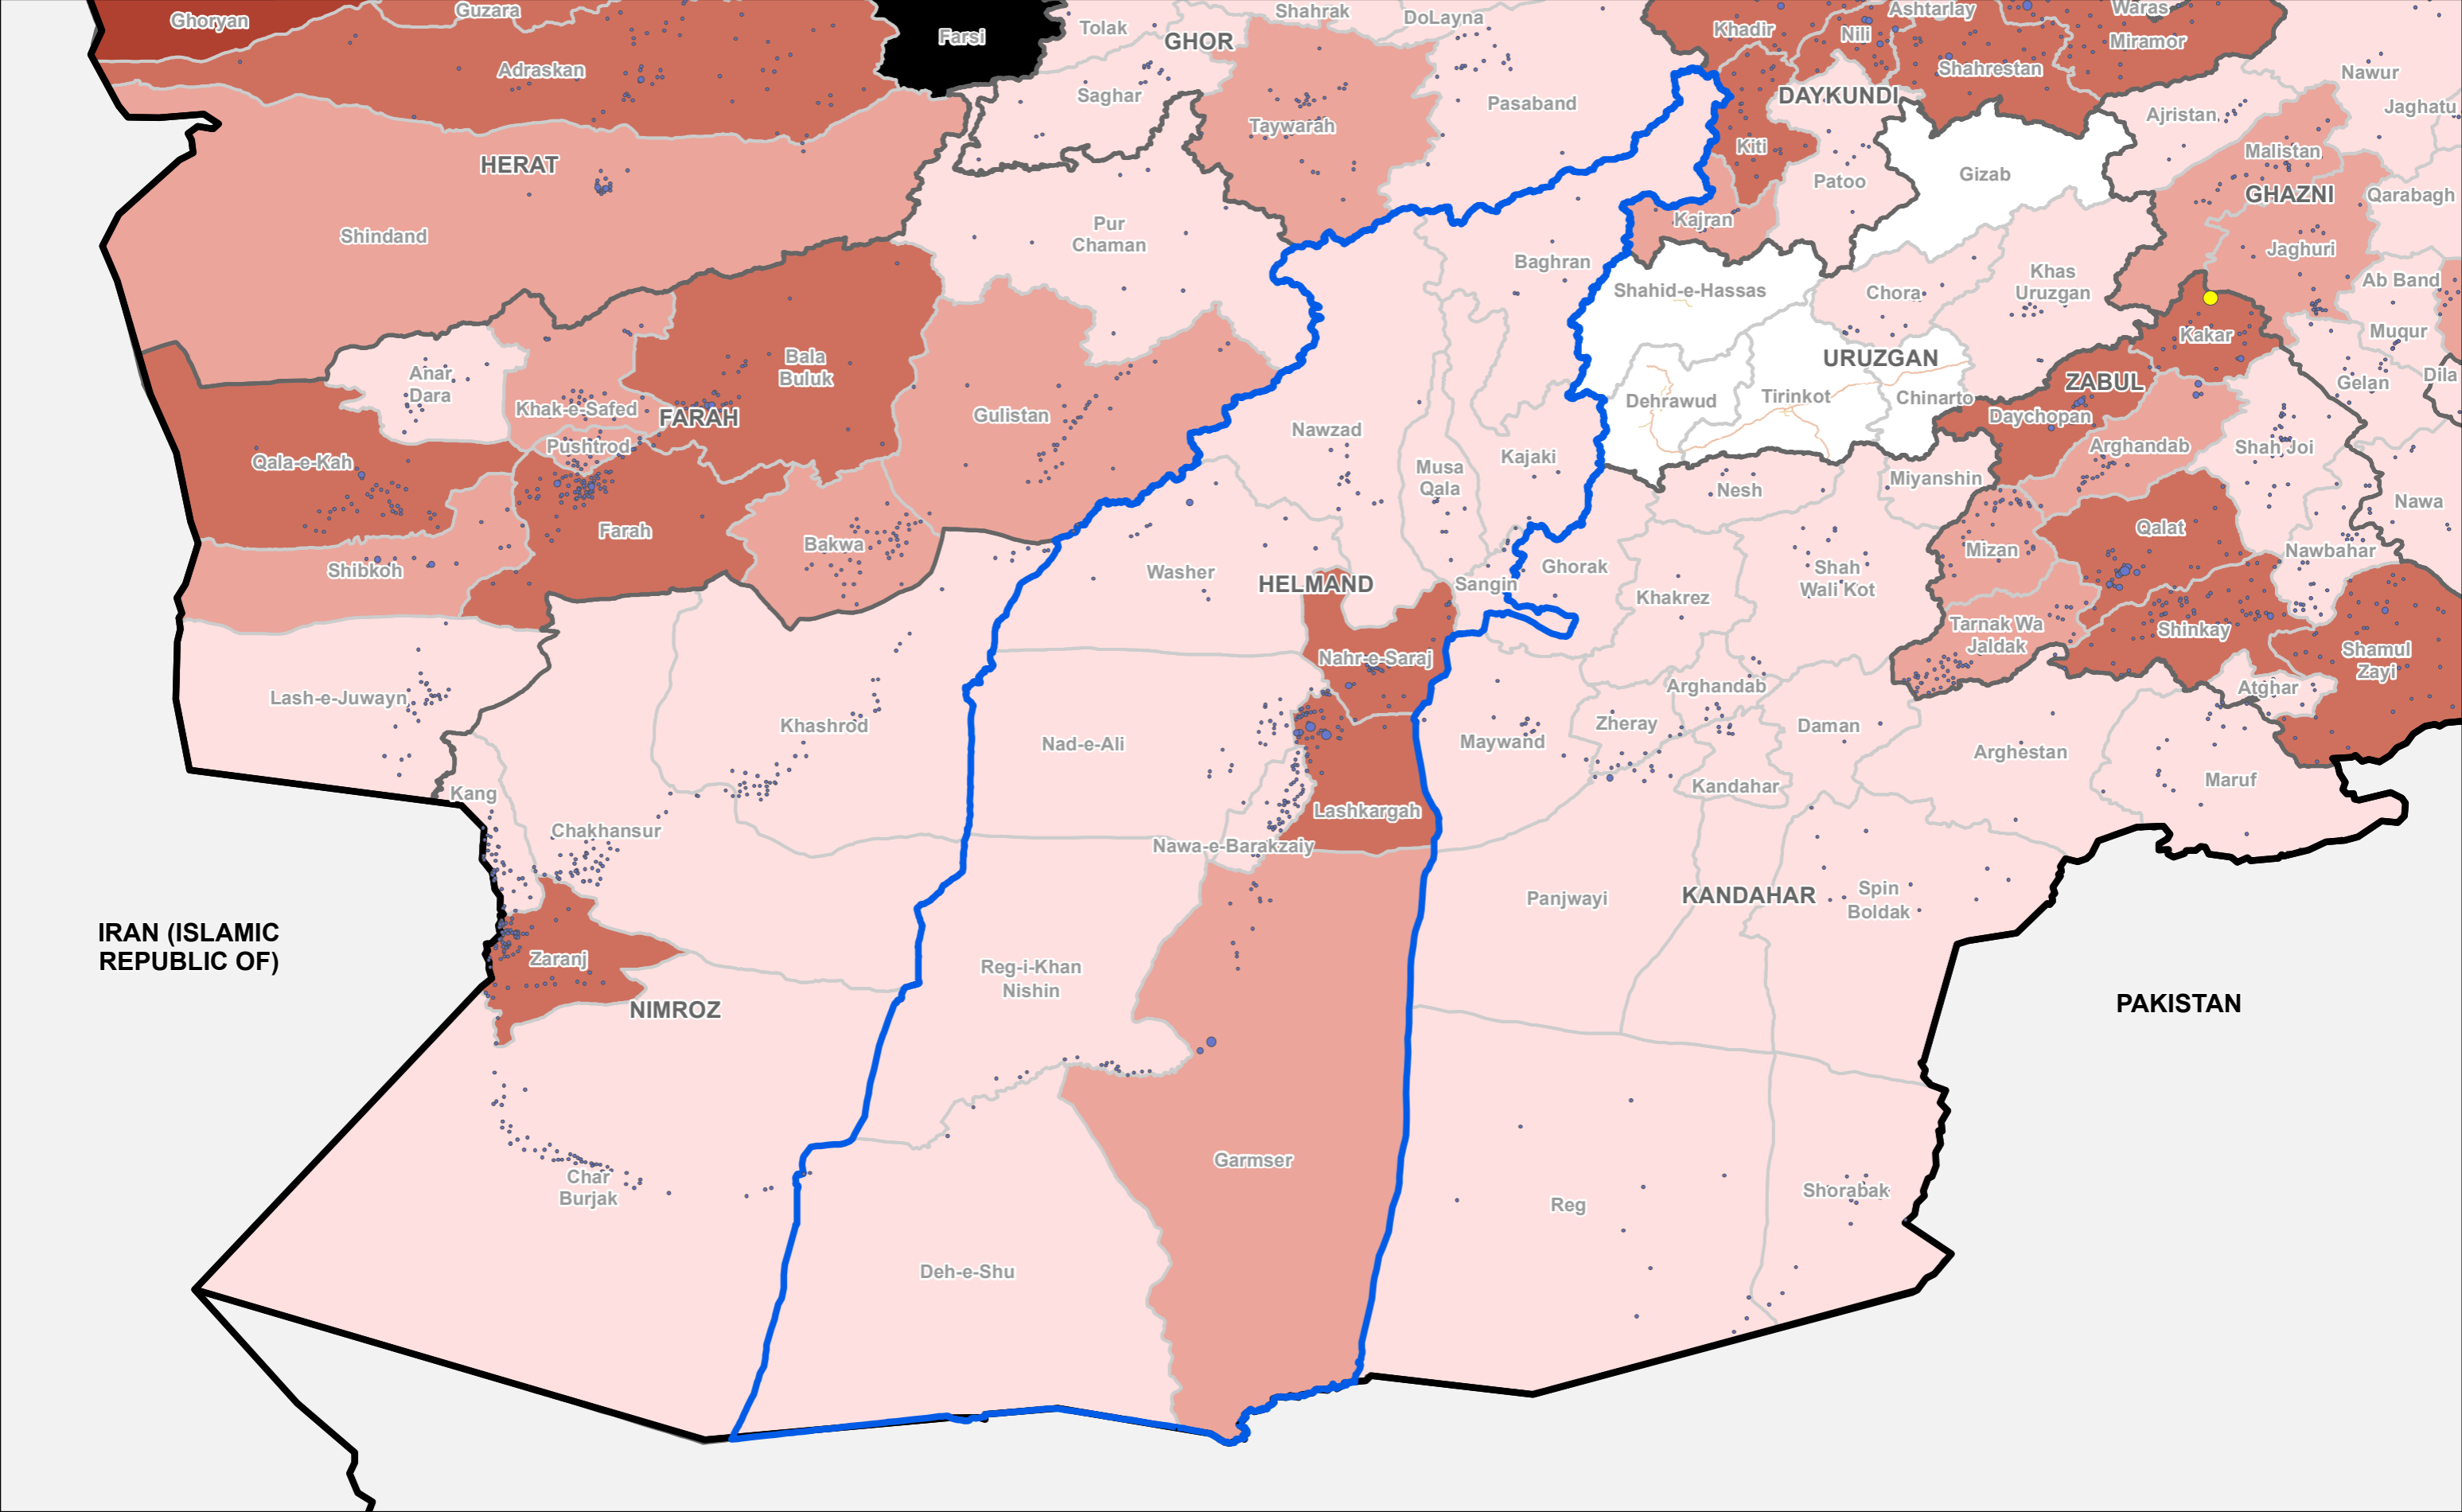 Ghoryan
Guzara
Adraskan
Farsi
Tolak
GHOR
Shahrak
DoLayna
Saghar
Taywarah
Pasaband
Khadir
Nili
Ashtarlay
Waras
Miramor
Shahrestan
DAYKUNDI
Nawur
Jaghatu
Ajristan
Kiti
Patoo
Gizab
Malistan
GHAZNI
Qarabagh
HERAT
Shindand
Pur
Chaman
Kajran
Baghran
Shahid-e-Hassas
Chora
Khas
Uruzgan
Jaghuri
Ab Band
Muqur
Kakar
Anar
Dara
Bala
Buluk
Khak-e-Safed
FARAH
Gulistan
Pushtrod
Qala-e-Kah
URUZGAN
ZABUL
Gelan
Dila
Dehrawud
Tirinkot
Chinarto
Daychopan
Nawzad
Musa
Qala
Kajaki
Arghandab
Shah Joi
Nesh
Miyanshin
Nawa
Farah
Bakwa
Shibkoh
Washer
HELMAND
Sangin
Ghorak
Shah
Wali Kot
Khakrez
Mizan
Qalat
Nawbahar
Tarnak Wa
Jaldak
Shinkay
Shamul
Zayi
Atghar
Nahr-e-Saraj
Lash-e-Juwayn
Khashrod
Nad-e-Ali
Maywand
Zheray
Arghandab
Daman
Arghestan
Maruf
Kandahar
Kang
Chakhansur
Lashkargah
Nawa-e-Barakzaiy
Panjwayi
KANDAHAR
Spin
Boldak
IRAN (ISLAMIC
REPUBLIC OF)
Zaranj
NIMROZ
Reg-i-Khan
Nishin
PAKISTAN
Char
Burjak
Garmser
Deh-e-Shu
Reg
Shorabak